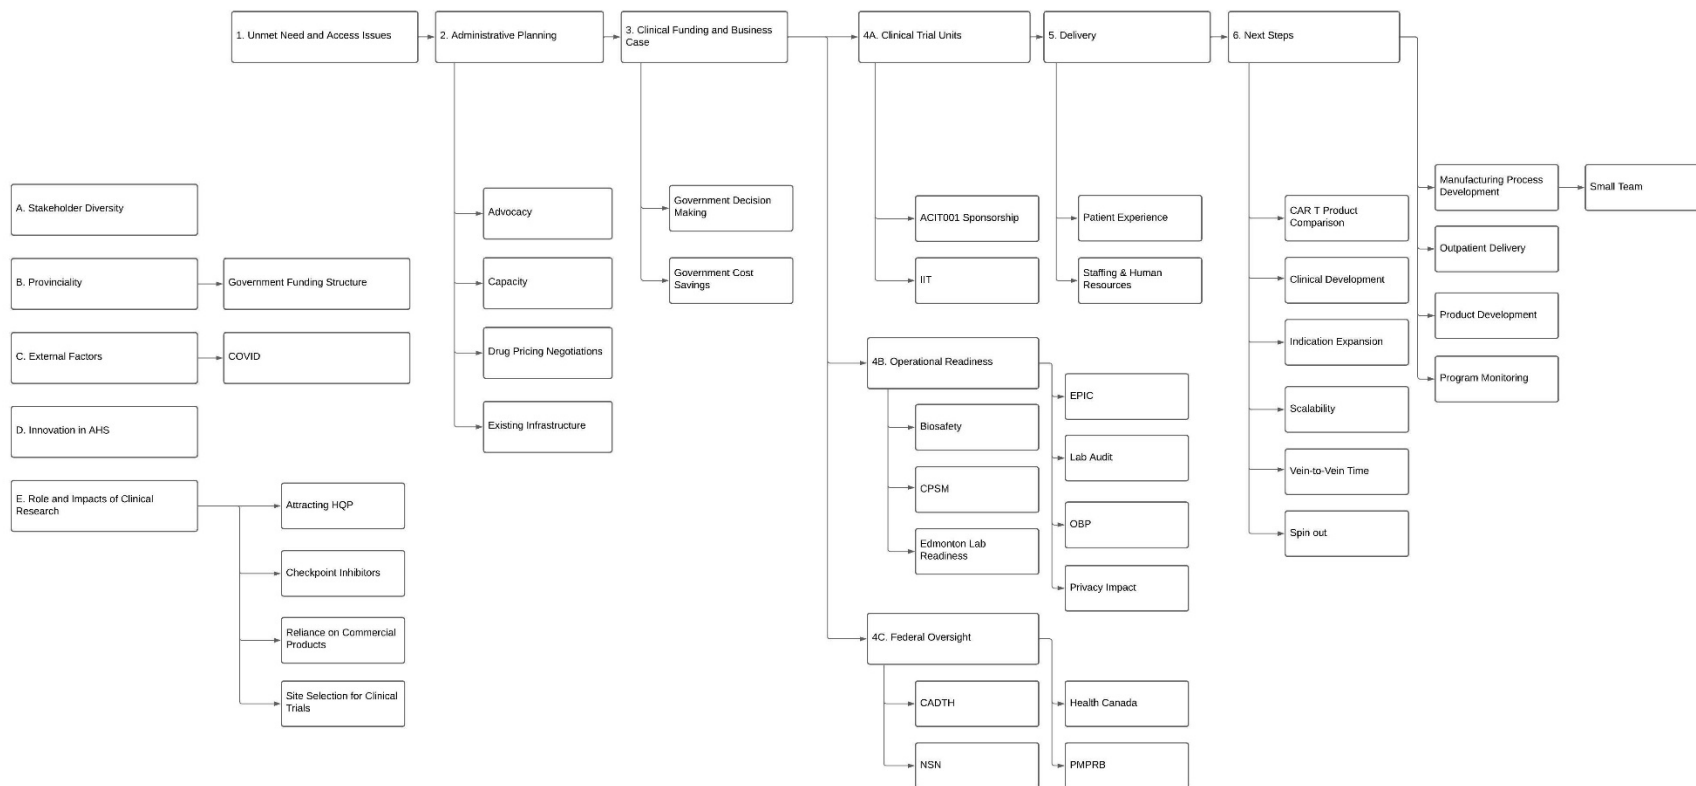 1. Unmet Need and Access Issues
2. Administrative Planning
3. Clinical Funding and Business
Case
4A. Clinical Trial Units
5. Delivery
6. Next Steps
A. Stakeholder Diversity
B. Provinciality
Government Funding Structure
C. External Factors
COVID
D. Innovation in AHS
E. Role and Impacts of Clinical
Research
Attracting HQP
Checkpoint Inhibitors
Reliance on Commercial
Products
Site Selection for Clinical
Trials
Advocacy
Capacity
Drug Pricing Negotiations
Existing Infrastructure
Government Decision
Making
Government Cost
Savings
ACIT001 Sponsorship
IIT
4B. Operational Readiness
Biosafety
CPSM
Edmonton Lab
Readiness
EPIC
Lab Audit
OBP
Privacy Impact
4C. Federal Oversight
CADTH
NSN
Health Canada
PMPRB
Patient Experience
Staffing & Human
Resources
CAR T Product
Comparison
Clinical Development
Indication Expansion
Scalability
Vein-to-Vein Time
Spin out
Manufacturing Process
Development
Small Team
Outpatient Delivery
Product Development
Program Monitoring